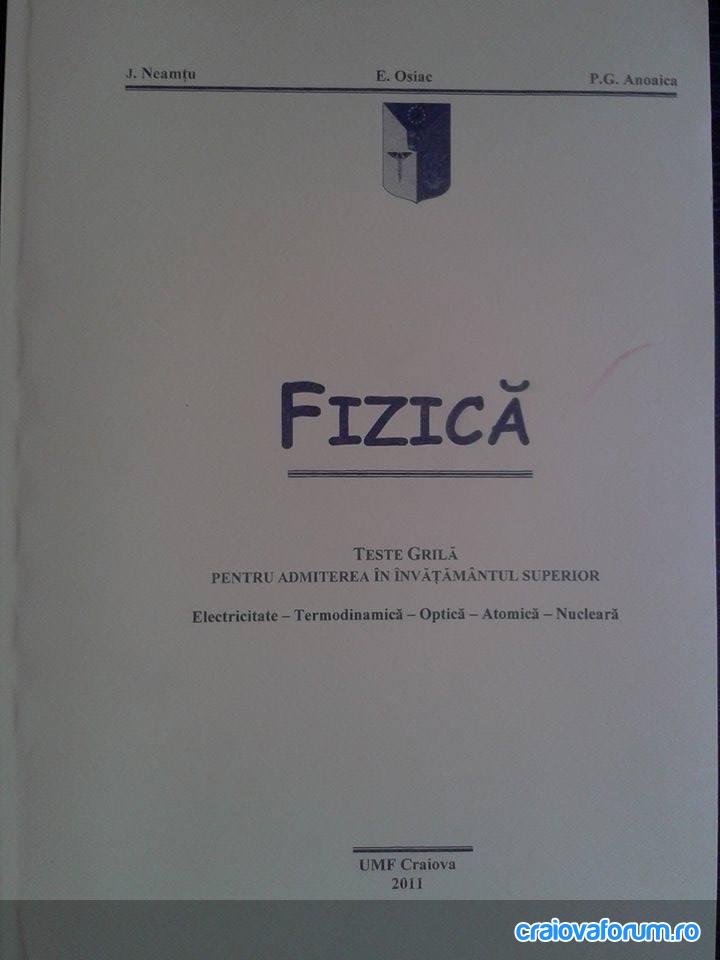 J. Neamțu E. Osiac P.G. Anoaica
FIZICĂ
TESTE GRILĂ
PENTRU ADMITEREA ÎN ÎNVĂȚĂMÂNTUL SUPERIOR
Electricitate – Termodinamică – Optică – Atomică – Nucleară
UMF Craiova
2011
craiovaforum.ro